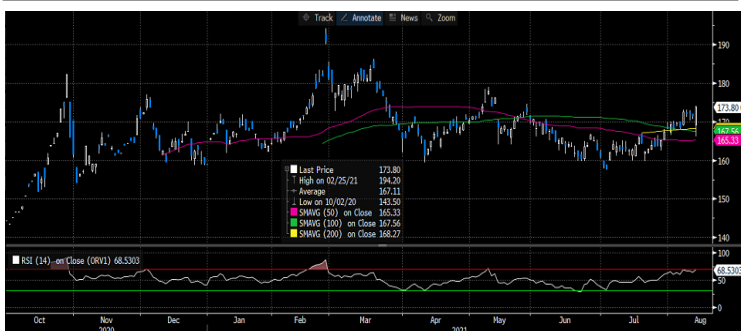 Track Annotate News Zoom
190
180
173.80
170
167.56
165.33
160
150
140
Last Price 173.80
High on 02/25/21 194.20
Average 167.11
Low on 10/02/20 143.50
SMAVG (50) on Close 165.33
SMAVG (100) on Close 167.56
SMAVG (200) on Close 168.27
RSI (14) on Close (ORV1) 68.5303
100
68.5303
50
0
Oct Nov Dec Jan Feb Mar Apr May Jun Jul Aug
2020 2021